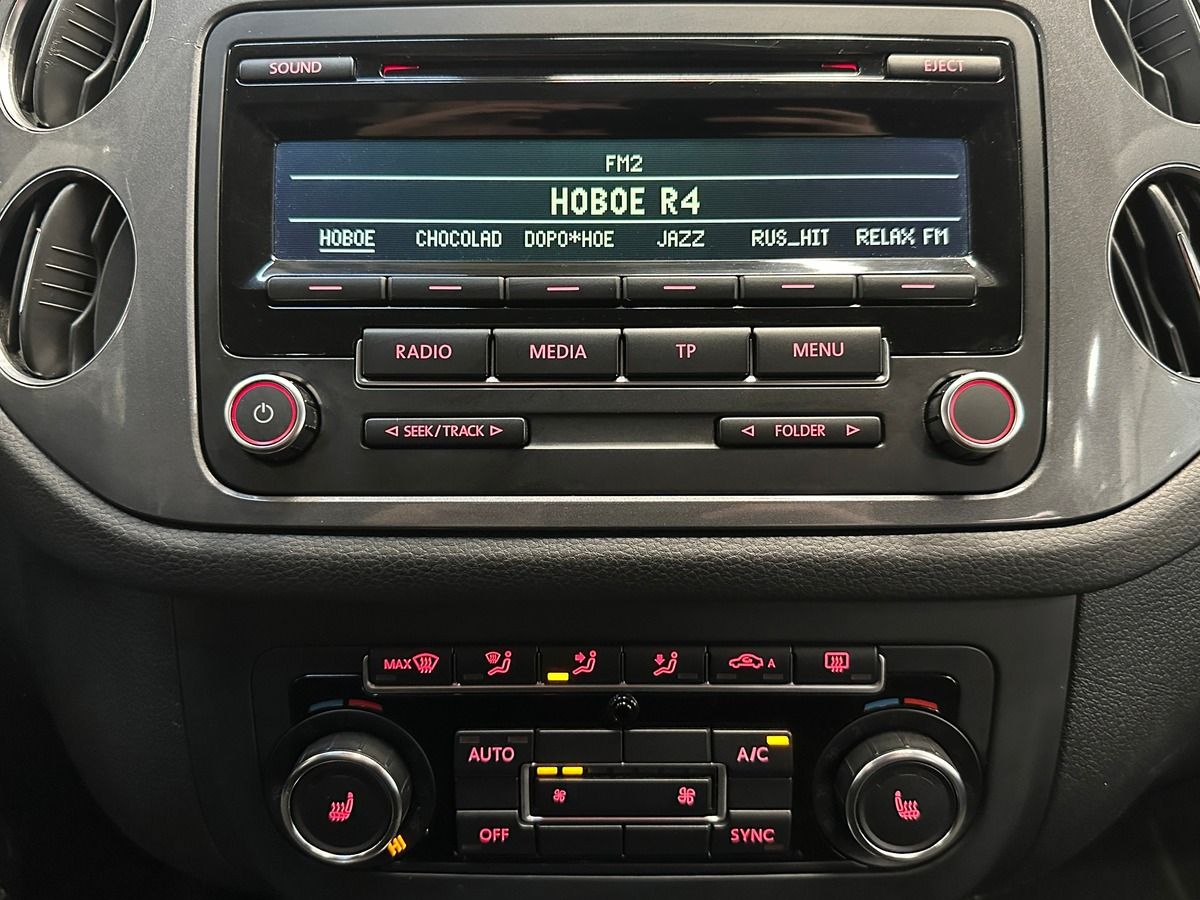 SOUND EJECT
FM2
HOBOE R4
HOBOE CHOCOLAD DOPO*HOE JAZZ RUS_HIT RELAX FM
RADIO MEDIA TP MENU
SEEK/TRACK FOLDER
MAX A
AUTO A/C
OFF SYNC
HI